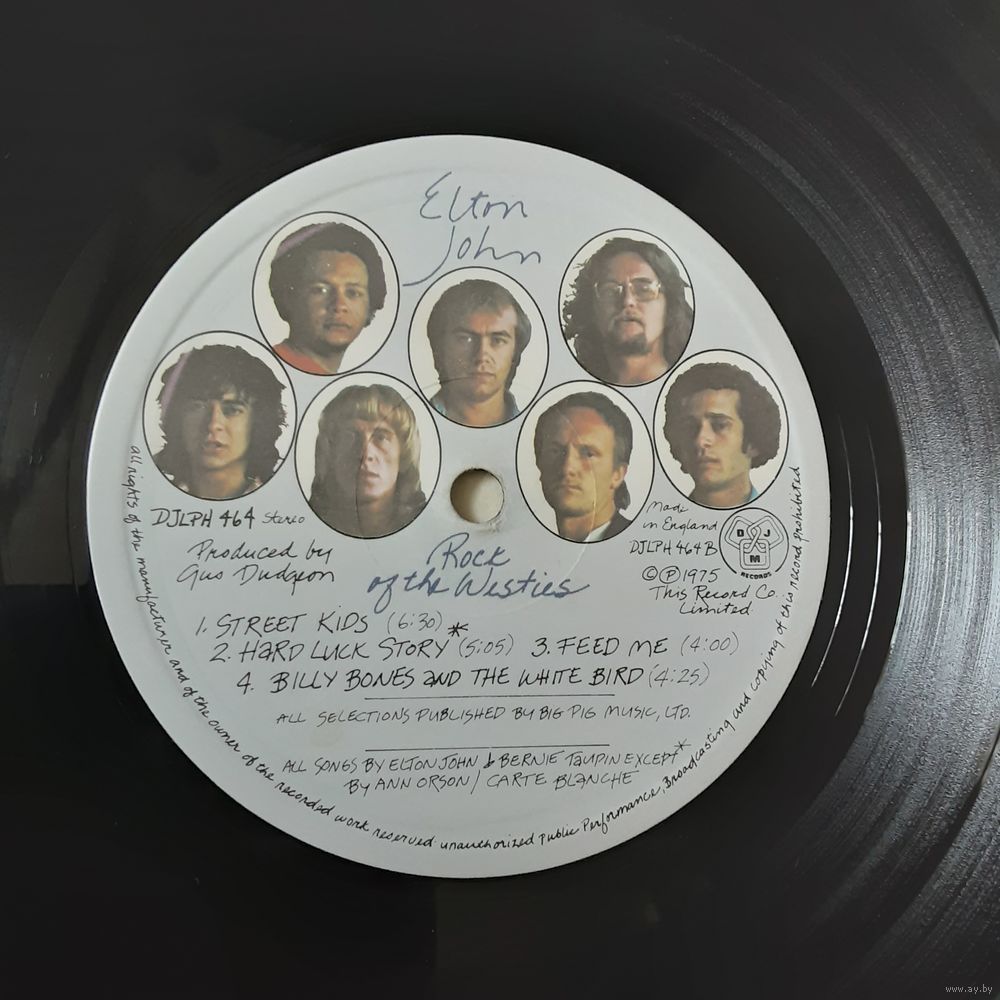 Elton
John
DJLPH 464 Stereo
Produced by
Gus Dudgeon
Made
in England
DJLPH 464 B
D J
M
RECORDS
© ℗ 1975
This Record Co.
Limited.
Rock
of the Westies
1. STREET KIDS (6:30)
2. HARD LUCK STORY* (5:05) 3. FEED ME (4:00)
4. BILLY BONES AND THE WHITE BIRD (4:25)
ALL SELECTIONS PUBLISHED BY BIG PIG MUSIC, LTD.
ALL SONGS BY ELTON JOHN & BERNIE TAUPIN EXCEPT*
BY ANN ORSON / CARTE BLANCHE
all rights of the manufacturer and of the owner of the recorded work reserved. unauthorized public Performance, Broadcasting and copying of this record prohibited
www.ay.by